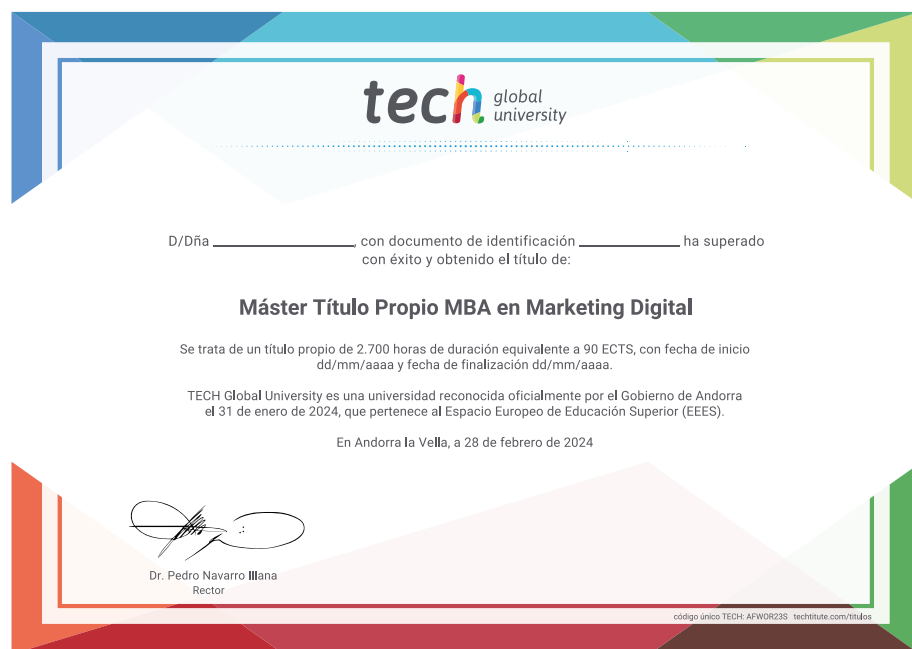 tech global university
D/Dña ________________, con documento de identificación ____________ ha superado
con éxito y obtenido el título de:
Máster Título Propio MBA en Marketing Digital
Se trata de un título propio de 2.700 horas de duración equivalente a 90 ECTS, con fecha de inicio
dd/mm/aaaa y fecha de finalización dd/mm/aaaa.
TECH Global University es una universidad reconocida oficialmente por el Gobierno de Andorra
el 31 de enero de 2024, que pertenece al Espacio Europeo de Educación Superior (EEES).
En Andorra la Vella, a 28 de febrero de 2024
Dr. Pedro Navarro Illana
Rector
código único TECH: AFWOR23S techtitute.com/titulos